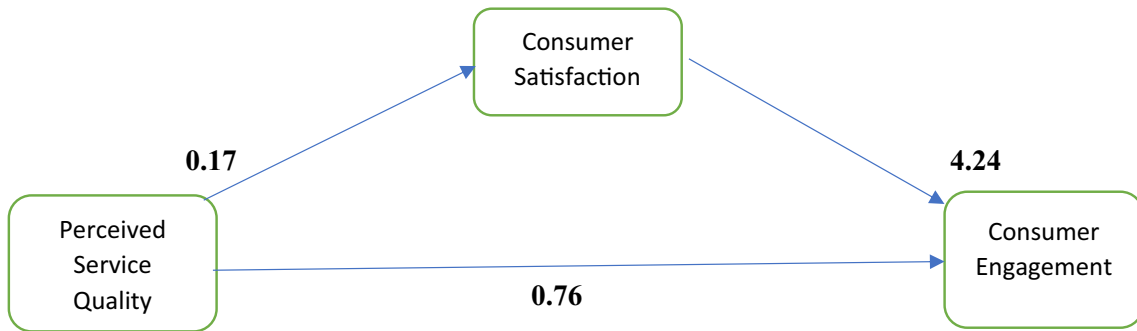 Consumer
Satisfaction
0.17
4.24
Perceived
Service
Quality
Consumer
Engagement
0.76